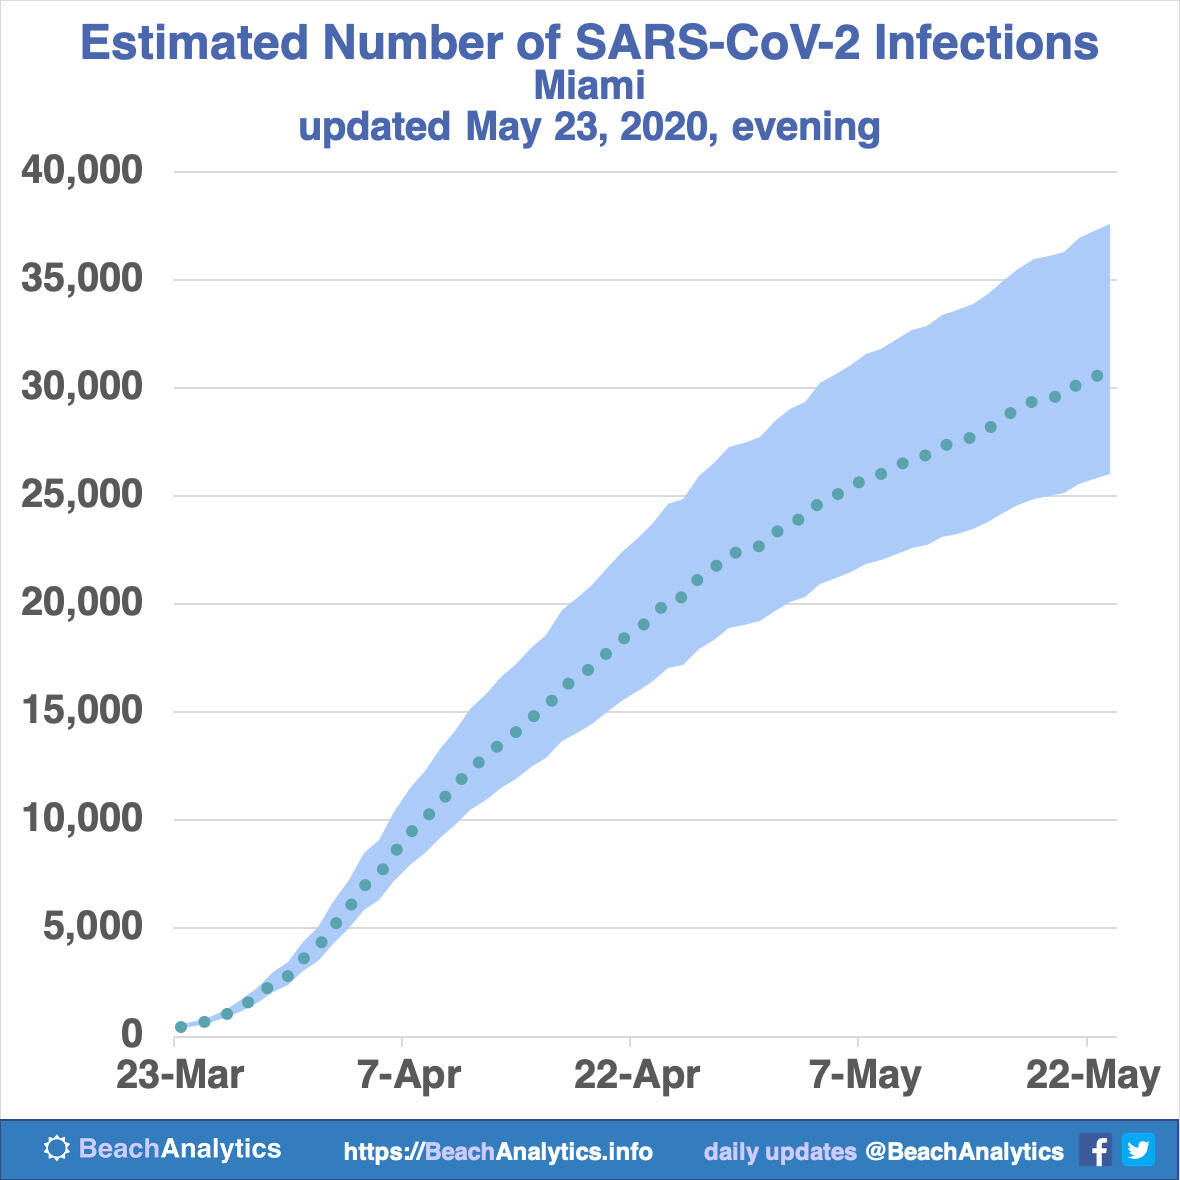 Estimated Number of SARS-CoV-2 Infections
Miami
updated May 23, 2020, evening
40,000
35,000
30,000
25,000
20,000
15,000
10,000
5,000
0
23-Mar 7-Apr 22-Apr 7-May 22-May
BeachAnalytics https://BeachAnalytics.info daily updates @BeachAnalytics